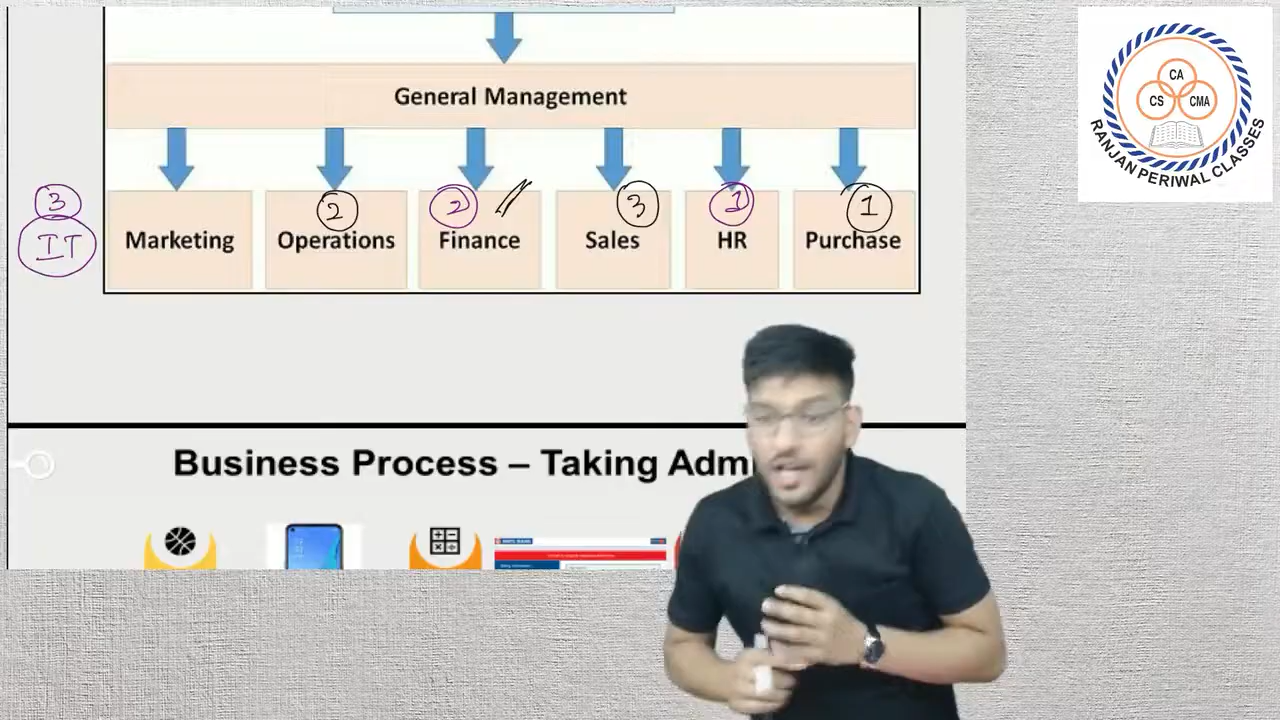 General Management
3
IT
2
2
3
1
1
Marketing
Operations
Finance
Sales
HR
Purchase
Business Process – Taking Adm
CA
CS
CMA
RANJAN PERIWAL CLASSES